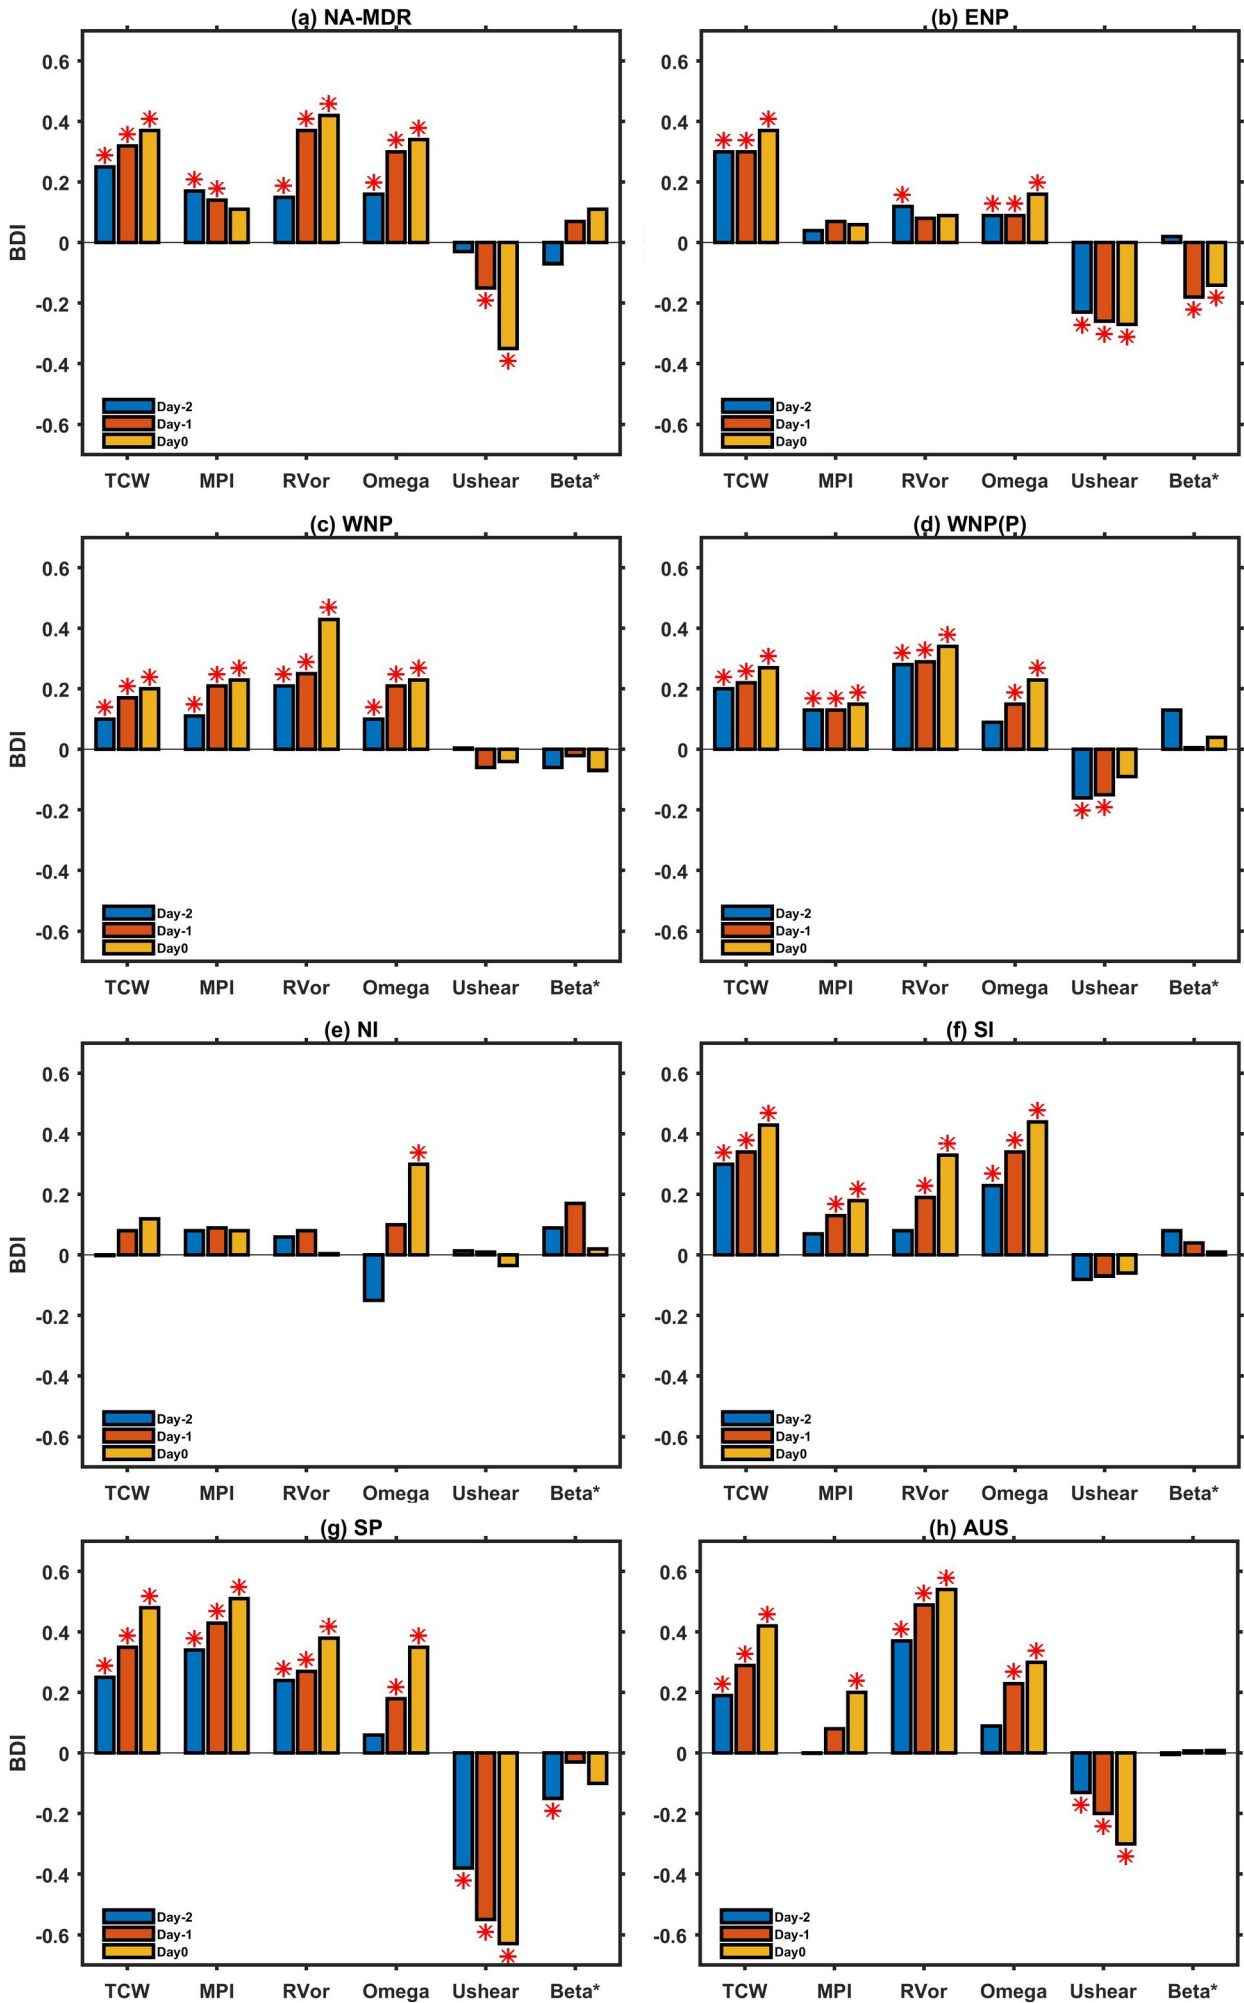 (a) NA-MDR
BDI
0.6
0.4
0.2
0
-0.2
-0.4
-0.6
Day-2
Day-1
Day0
TCW MPI RVor Omega Ushear Beta*
(b) ENP
0.6
0.4
0.2
0
-0.2
-0.4
-0.6
Day-2
Day-1
Day0
TCW MPI RVor Omega Ushear Beta*
(c) WNP
BDI
0.6
0.4
0.2
0
-0.2
-0.4
-0.6
Day-2
Day-1
Day0
TCW MPI RVor Omega Ushear Beta*
(d) WNP(P)
0.6
0.4
0.2
0
-0.2
-0.4
-0.6
Day-2
Day-1
Day0
TCW MPI RVor Omega Ushear Beta*
(e) NI
BDI
0.6
0.4
0.2
0
-0.2
-0.4
-0.6
Day-2
Day-1
Day0
TCW MPI RVor Omega Ushear Beta*
(f) SI
0.6
0.4
0.2
0
-0.2
-0.4
-0.6
Day-2
Day-1
Day0
TCW MPI RVor Omega Ushear Beta*
(g) SP
BDI
0.6
0.4
0.2
0
-0.2
-0.4
-0.6
Day-2
Day-1
Day0
TCW MPI RVor Omega Ushear Beta*
(h) AUS
0.6
0.4
0.2
0
-0.2
-0.4
-0.6
Day-2
Day-1
Day0
TCW MPI RVor Omega Ushear Beta*